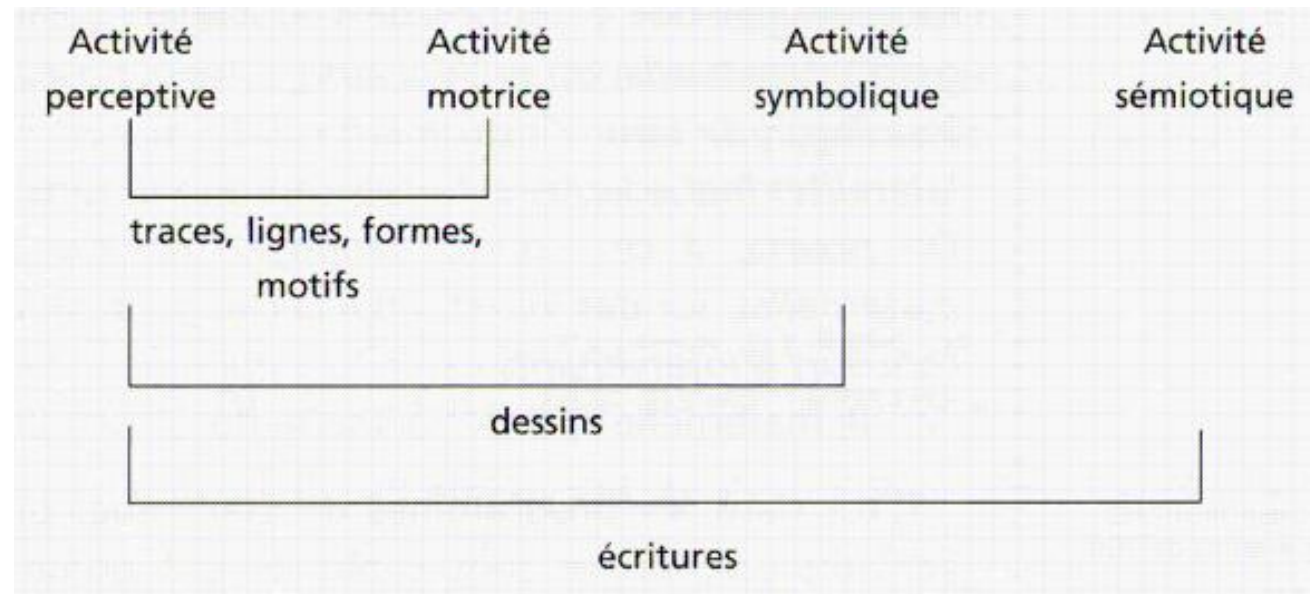 Activité Activité Activité Activité
perceptive motrice symbolique sémiotique
traces, lignes, formes,
motifs
dessins
écritures